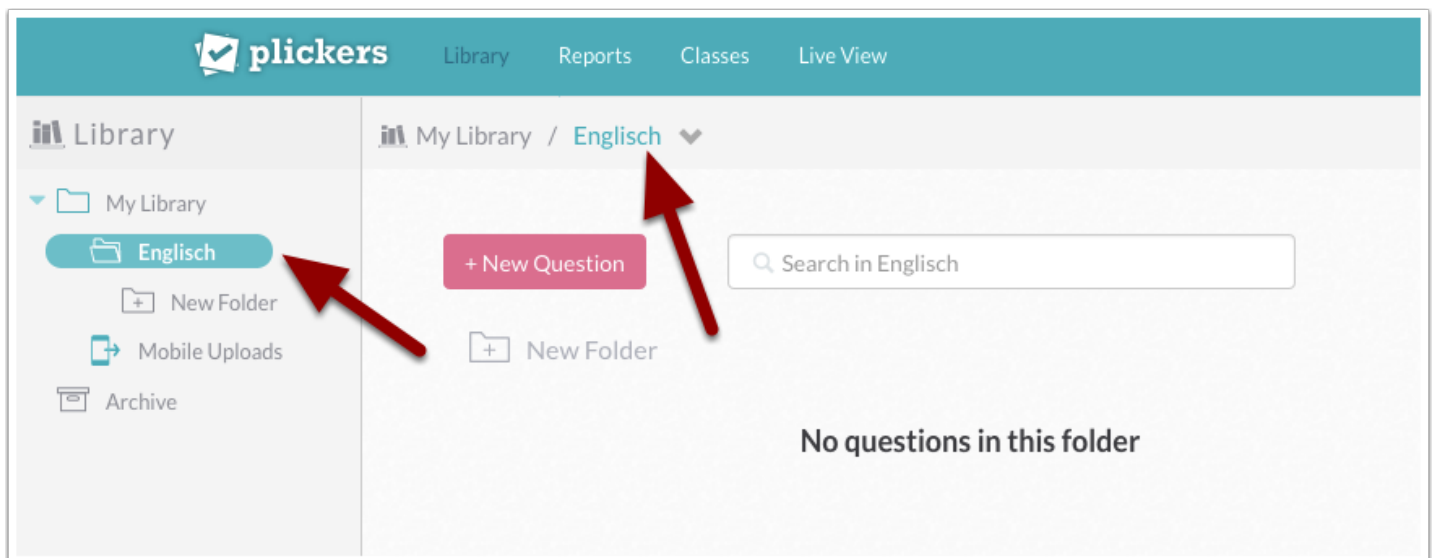 plickers Library Reports Classes Live View
Library
My Library / Englisch
My Library
Englisch
New Folder
Mobile Uploads
Archive
+ New Question
Search in Englisch
New Folder
No questions in this folder